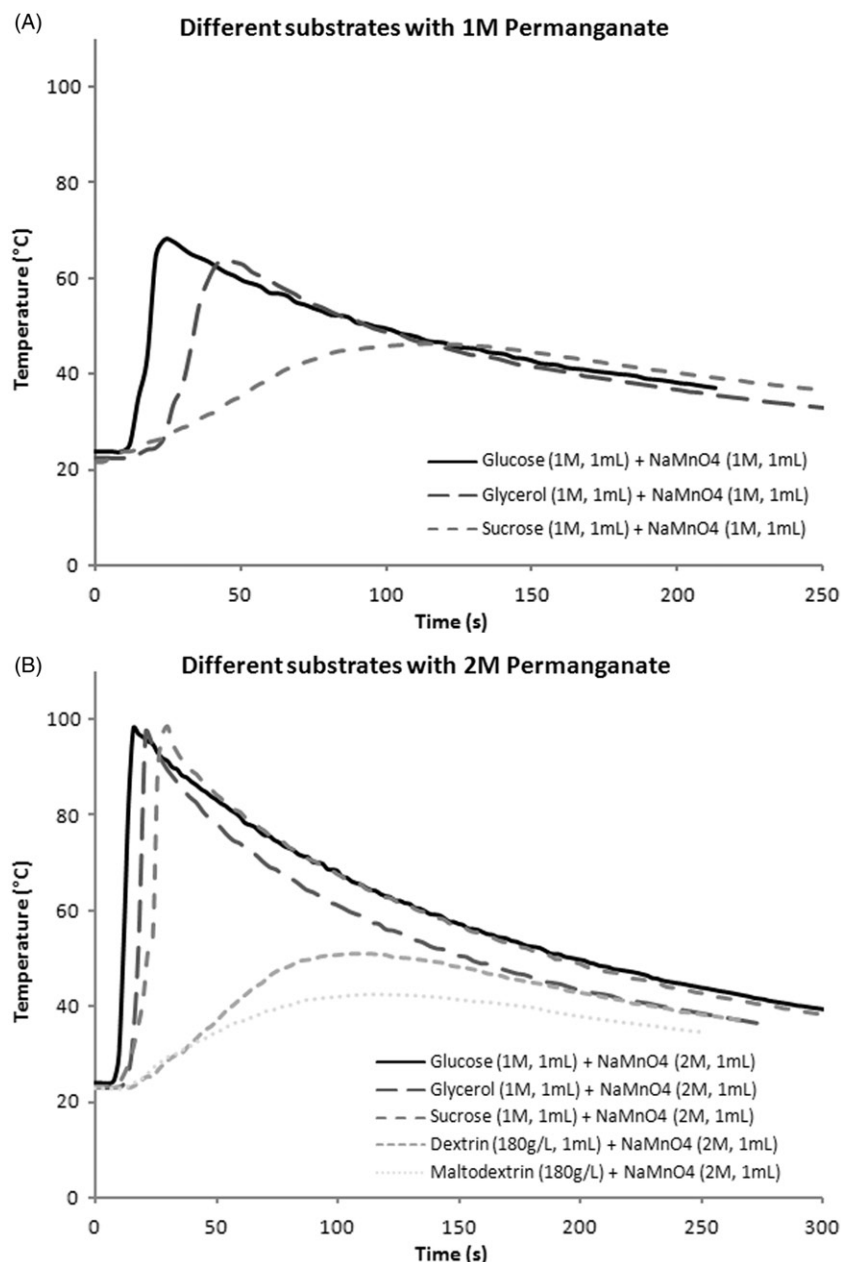 (A)
Different substrates with 1M Permanganate
100
80
60
40
20
0
Temperature (°C)
0 50 100 150 200 250
Time (s)
Glucose (1M, 1mL) + NaMnO4 (1M, 1mL)
Glycerol (1M, 1mL) + NaMnO4 (1M, 1mL)
Sucrose (1M, 1mL) + NaMnO4 (1M, 1mL)
(B)
Different substrates with 2M Permanganate
100
80
60
40
20
0
Temperature (°C)
0 50 100 150 200 250 300
Time (s)
Glucose (1M, 1mL) + NaMnO4 (2M, 1mL)
Glycerol (1M, 1mL) + NaMnO4 (2M, 1mL)
Sucrose (1M, 1mL) + NaMnO4 (2M, 1mL)
Dextrin (180g/L, 1mL) + NaMnO4 (2M, 1mL)
Maltodextrin (180g/L) + NaMnO4 (2M, 1mL)